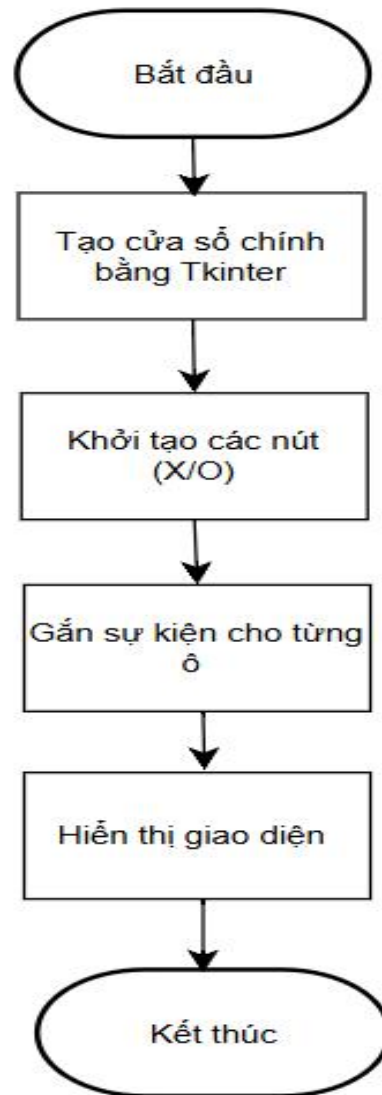 Bắt đầu
Tạo cửa sổ chính
bằng Tkinter
Khởi tạo các nút
(X/O)
Gắn sự kiện cho từng
ô
Hiển thị giao diện
Kết thúc